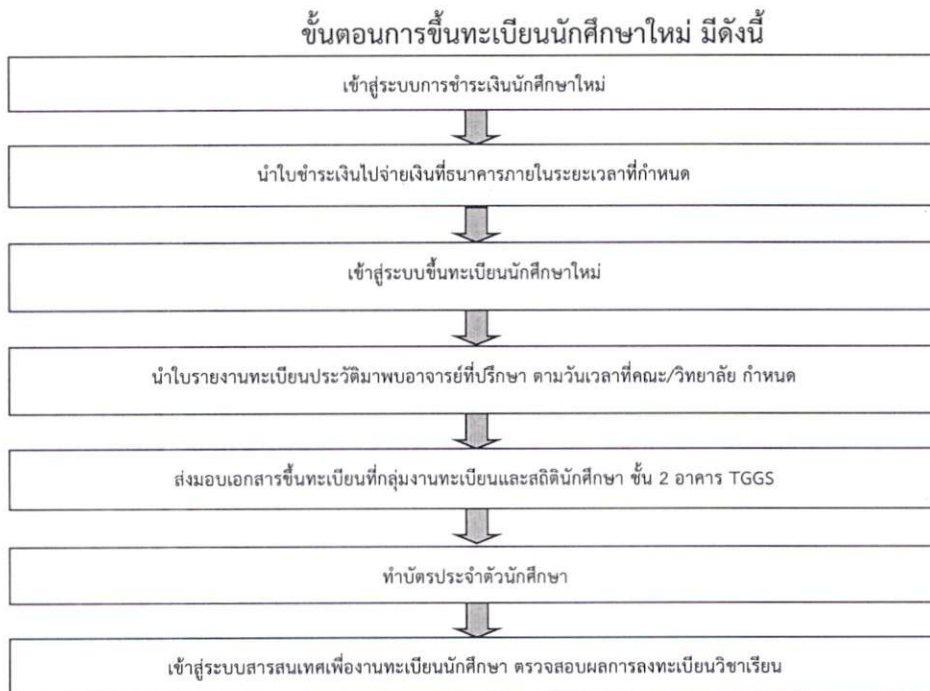 ขั้นตอนการขึ้นทะเบียนนักศึกษาใหม่ มีดังนี้
เข้าสู่ระบบการชำระเงินนักศึกษาใหม่
นำใบชำระเงินไปจ่ายเงินที่ธนาคารภายในระยะเวลาที่กำหนด
เข้าสู่ระบบขึ้นทะเบียนนักศึกษาใหม่
นำใบรายงานทะเบียนประวัติมาพบอาจารย์ที่ปรึกษา ตามวันเวลาที่คณะ/วิทยาลัย กำหนด
ส่งมอบเอกสารขึ้นทะเบียนที่กลุ่มงานทะเบียนและสถิตินักศึกษา ชั้น 2 อาคาร TGGS
ทำบัตรประจำตัวนักศึกษา
เข้าสู่ระบบสารสนเทศเพื่องานทะเบียนนักศึกษา ตรวจสอบผลการลงทะเบียนวิชาเรียน